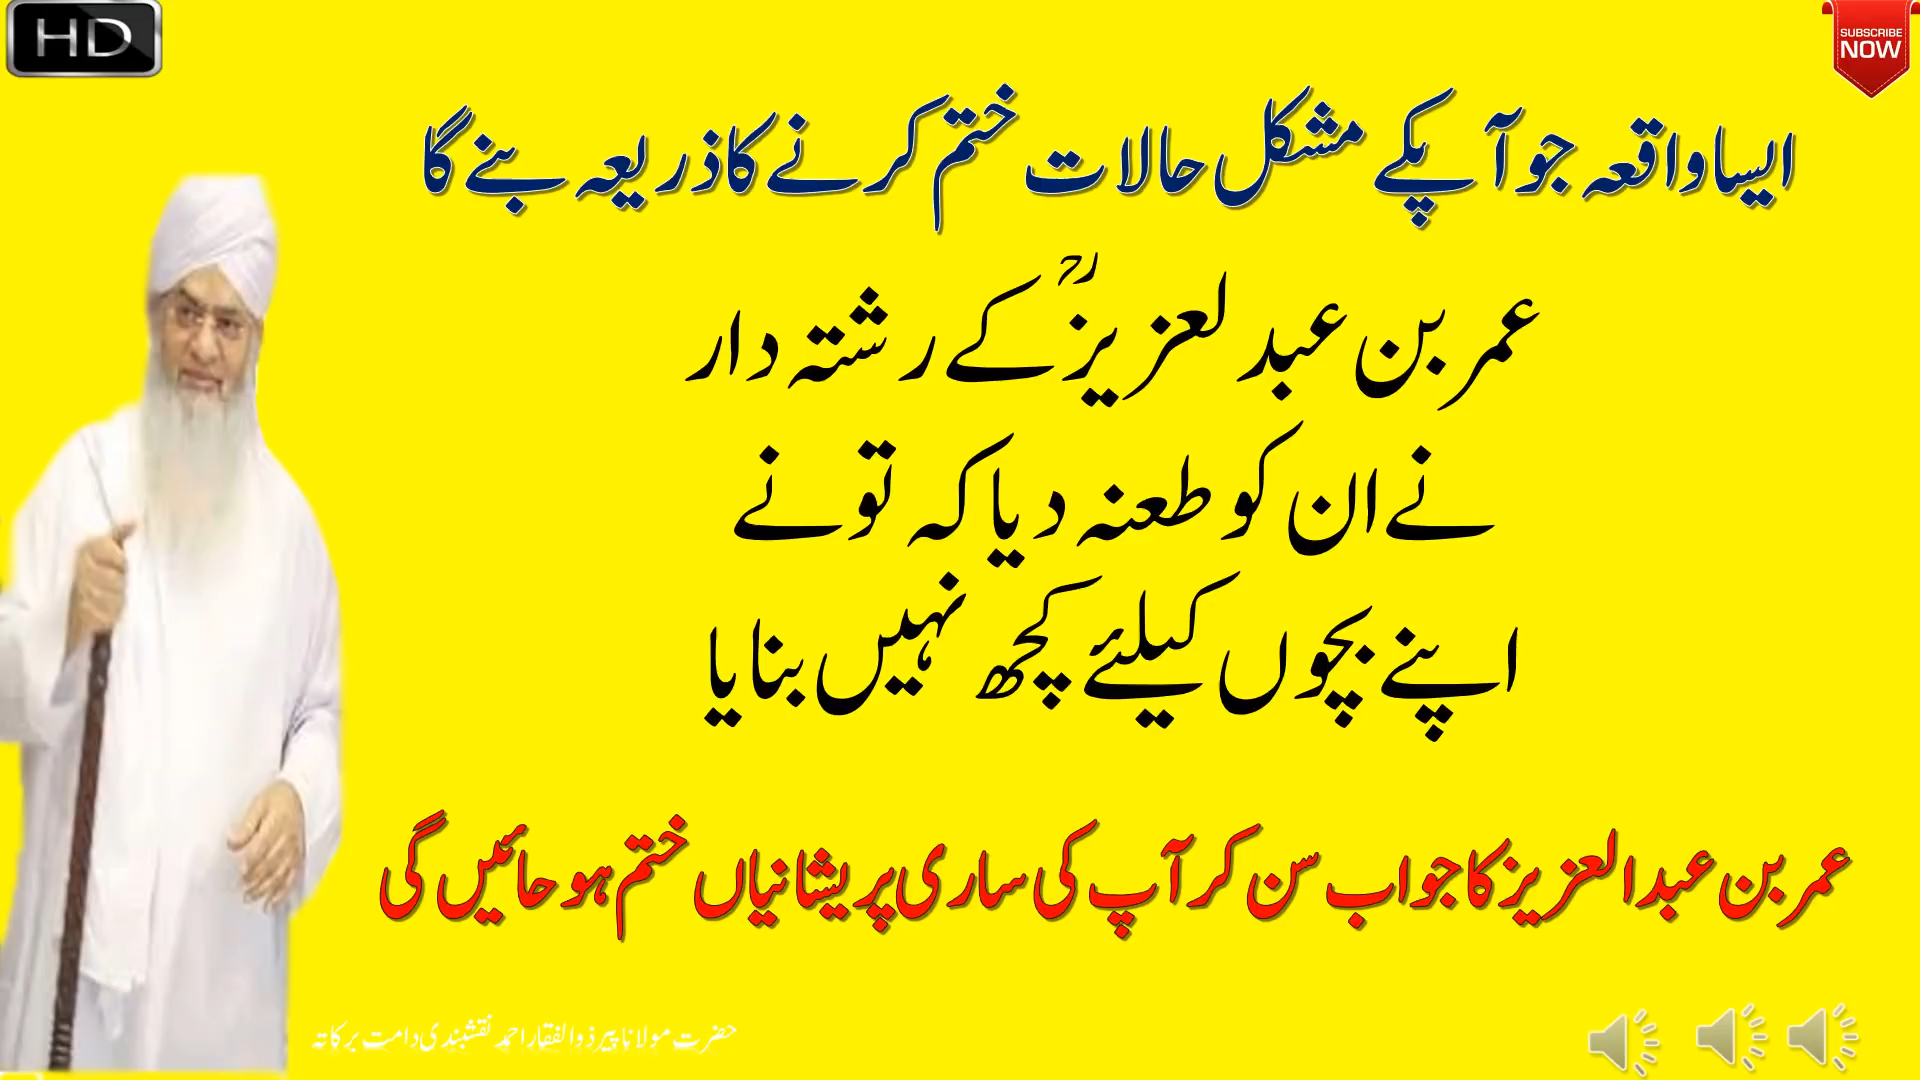 HD
SUBSCRIBE
NOW
ایسا واقعہ جو آپکے مشکل حالات ختم کرنے کا ذریعہ بنے گا
عمر بن عبد لعزیزؒ کے رشتہ دار
نے ان کو طعنہ دیا کہ تو نے
اپنے بچوں کیلئے کچھ نہیں بنایا
عمر بن عبدالعزیز کا جواب سن کر آپ کی ساری پریشانیاں ختم ہو جائیں گی
حضرت مولانا پیر ذوالفقار احمد نقشبندی دامت برکاتہ